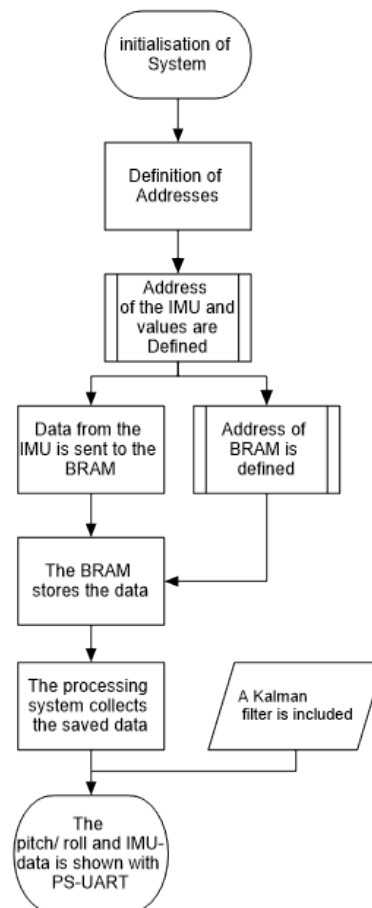 initialisation of
System
Definition of
Addresses
Address
of the IMU and
values are
Defined
Data from the
IMU is sent to the
BRAM
Address of
BRAM is
defined
The BRAM
stores the data
The processing
system collects
the saved data
A Kalman
filter is included
The
pitch/ roll and IMU-
data is shown with
PS-UART